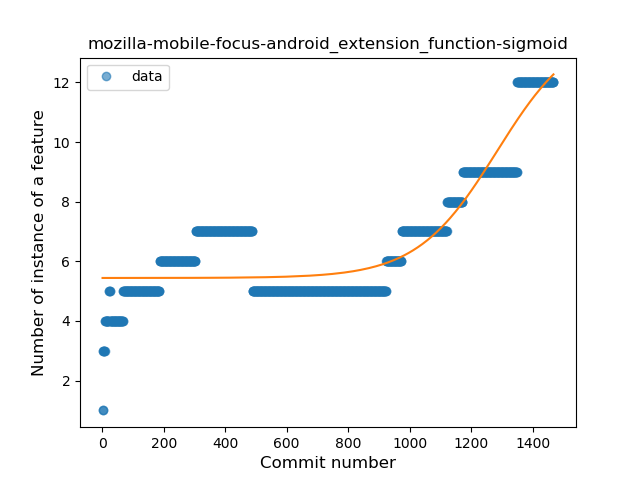 mozilla-mobile-focus-android_extension_function-sigmoid
data
Number of instance of a feature
12
10
8
6
4
2
0 200 400 600 800 1000 1200 1400
Commit number